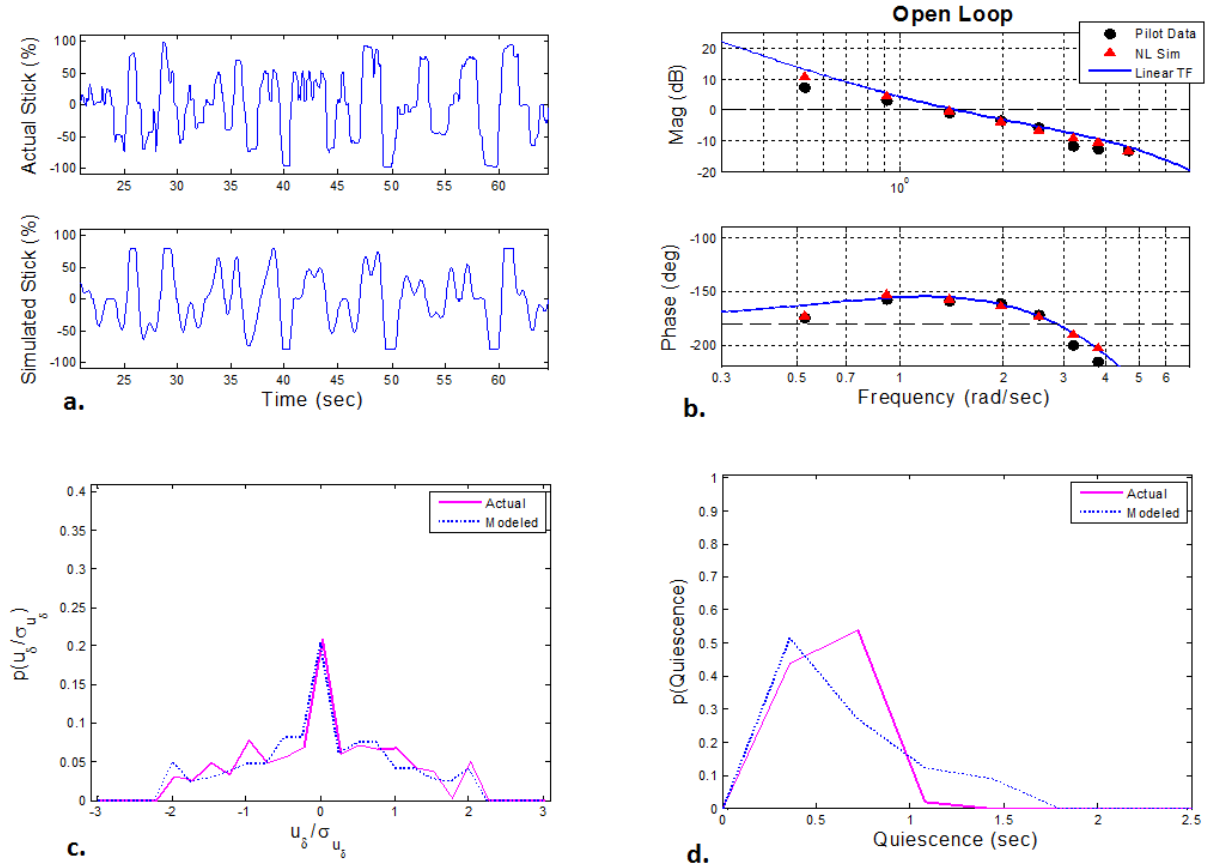 Actual Stick (%)
100
50
0
-50
-100
25 30 35 40 45 50 55 60
Simulated Stick (%)
100
50
0
-50
-100
25 30 35 40 45 50 55 60
Time (sec)
a.
Open Loop
Pilot Data
NL Sim
Linear TF
Mag (dB)
20
10
0
-10
-20
10^0
Phase (deg)
-100
-150
-200
0.3 0.5 0.7 1 2 3 4 5 6
Frequency (rad/sec)
b.
p(u_δ/σ_u_δ)
0.4
0.3
0.2
0.1
0.05
0
-3 -2 -1 0 1 2 3
u_δ/σ_u_δ
Actual
Modeled
c.
p(Quiescence)
1
0.9
0.8
0.7
0.6
0.5
0.4
0.3
0.2
0.1
0
0 0.5 1 1.5 2 2.5
Quiescence (sec)
Actual
Modeled
d.